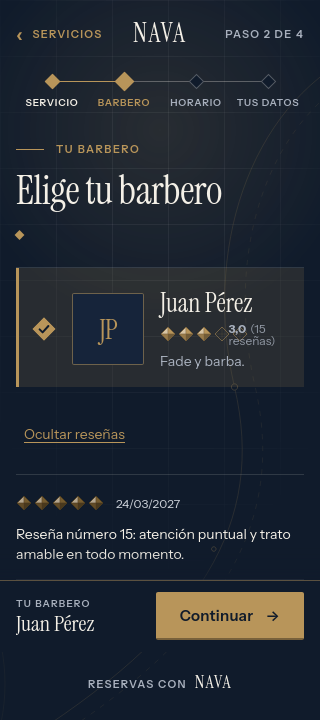 ‹ SERVICIOS NAVA PASO 2 DE 4
SERVICIO BARBERO HORARIO TUS DATOS
TU BARBERO
Elige tu barbero
JP
Juan Pérez
3,0 (15
reseñas)
Fade y barba.
Ocultar reseñas
24/03/2027
Reseña número 15: atención puntual y trato
amable en todo momento.
TU BARBERO
Juan Pérez
Continuar →
RESERVAS CON NAVA